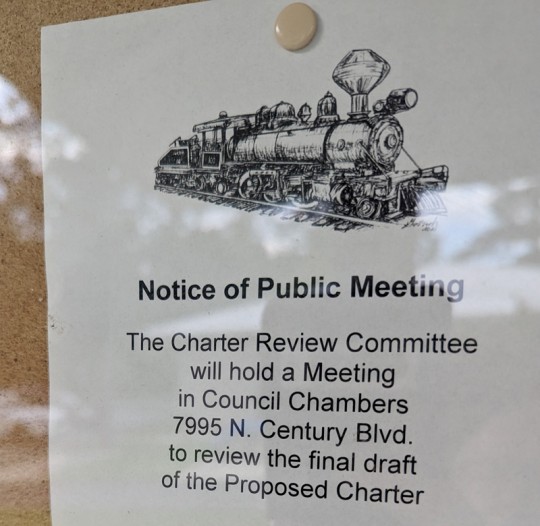 Notice of Public Meeting
The Charter Review Committee
will hold a Meeting
in Council Chambers
7995 N. Century Blvd.
to review the final draft
of the Proposed Charter